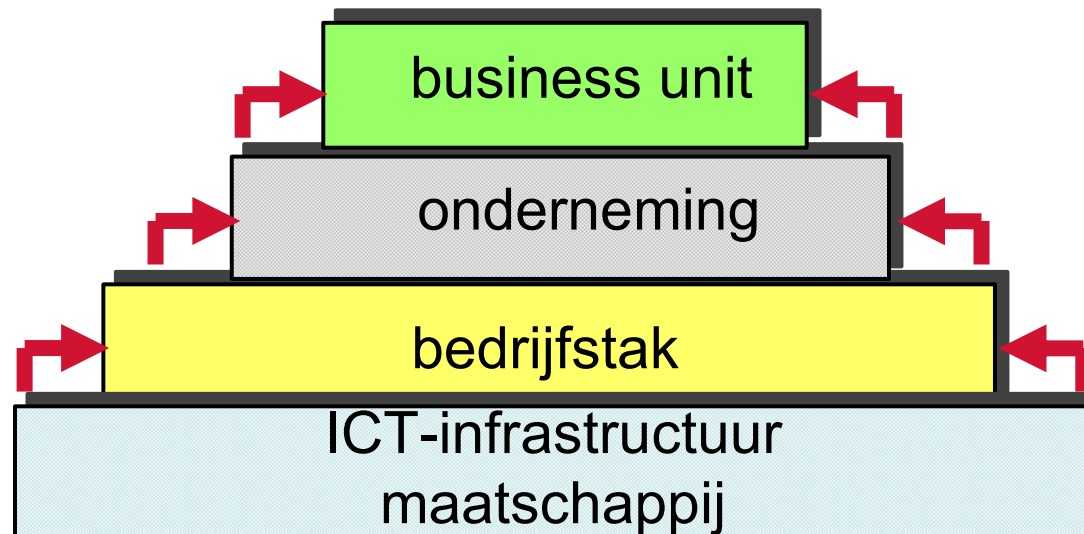 business unit
onderneming
bedrijfstak
ICT-infrastructuur
maatschappij